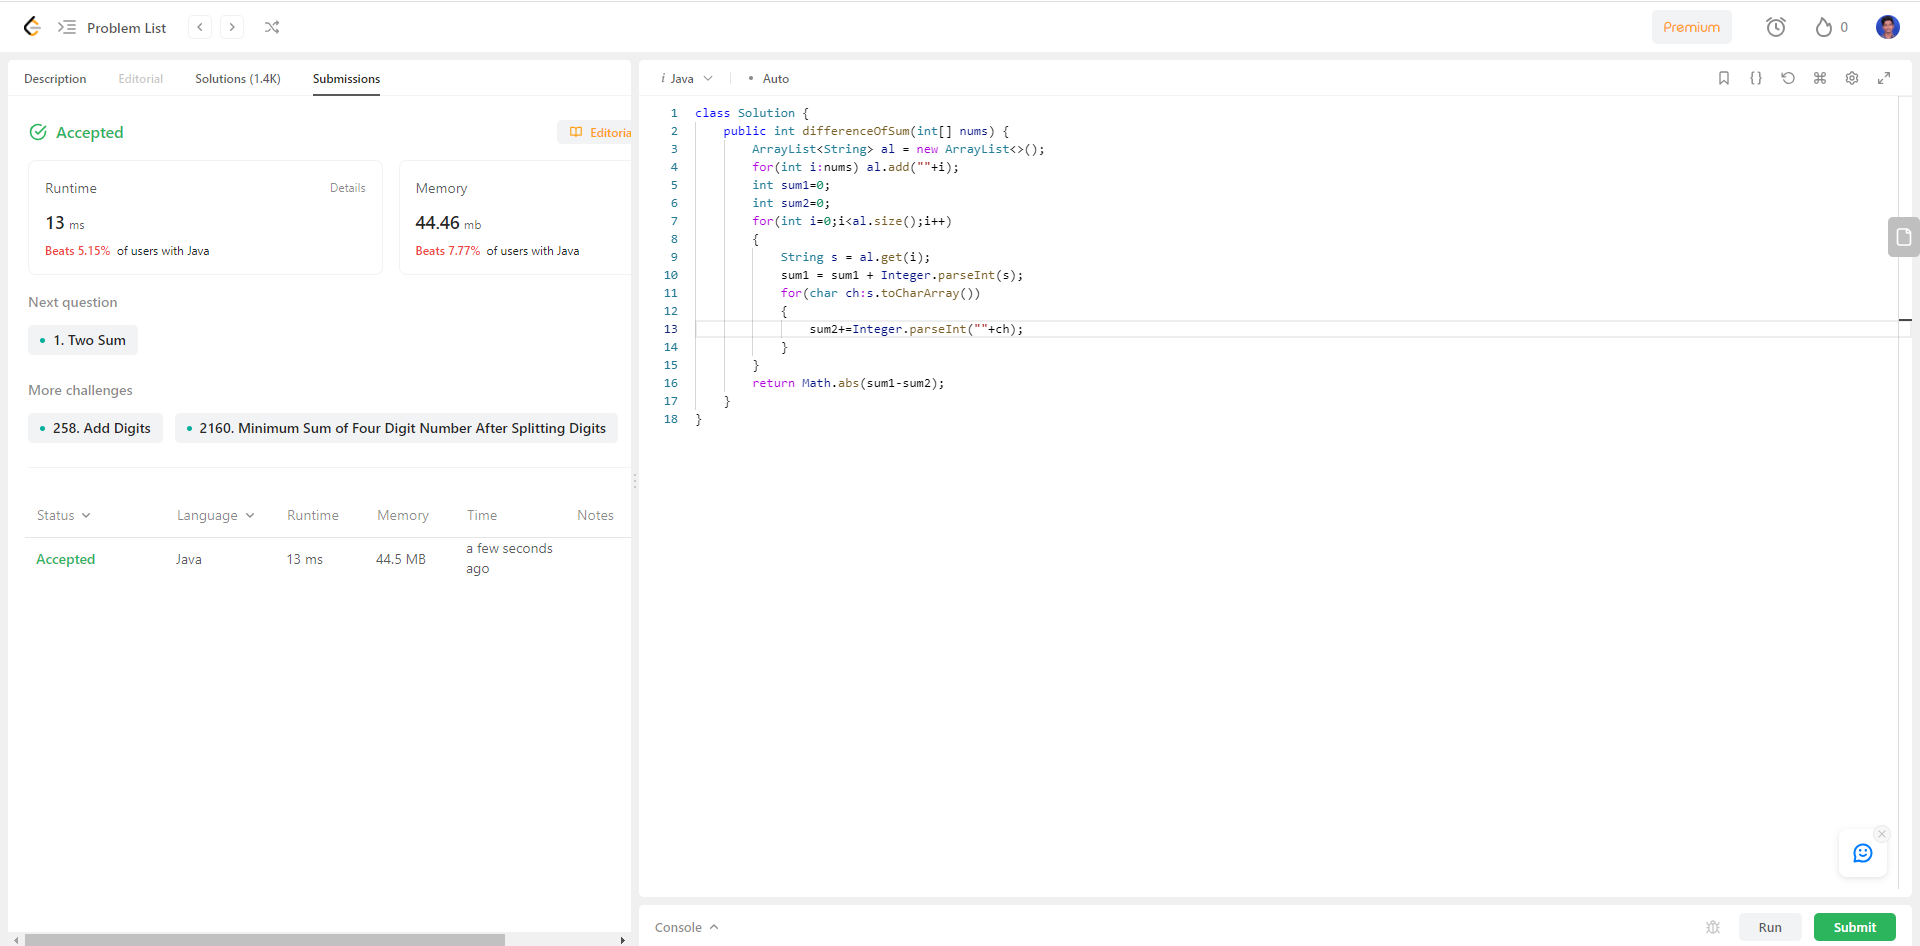 Problem List
Premium
0
Description Editorial Solutions (1.4K) Submissions
Accepted
Editoria
Runtime Details
13 ms
Beats 5.15% of users with Java
Memory
44.46 mb
Beats 7.77% of users with Java
Next question
1. Two Sum
More challenges
258. Add Digits 2160. Minimum Sum of Four Digit Number After Splitting Digits
Status Language Runtime Memory Time Notes
Accepted Java 13 ms 44.5 MB a few seconds ago
i Java • Auto
1 class Solution {
2 public int differenceOfSum(int[] nums) {
3 ArrayList<String> al = new ArrayList<>();
4 for(int i:nums) al.add(""+i);
5 int sum1=0;
6 int sum2=0;
7 for(int i=0;i<al.size();i++)
8 {
9 String s = al.get(i);
10 sum1 = sum1 + Integer.parseInt(s);
11 for(char ch:s.toCharArray())
12 {
13 sum2+=Integer.parseInt(""+ch);
14 }
15 }
16 return Math.abs(sum1-sum2);
17 }
18 }
Console
Run
Submit